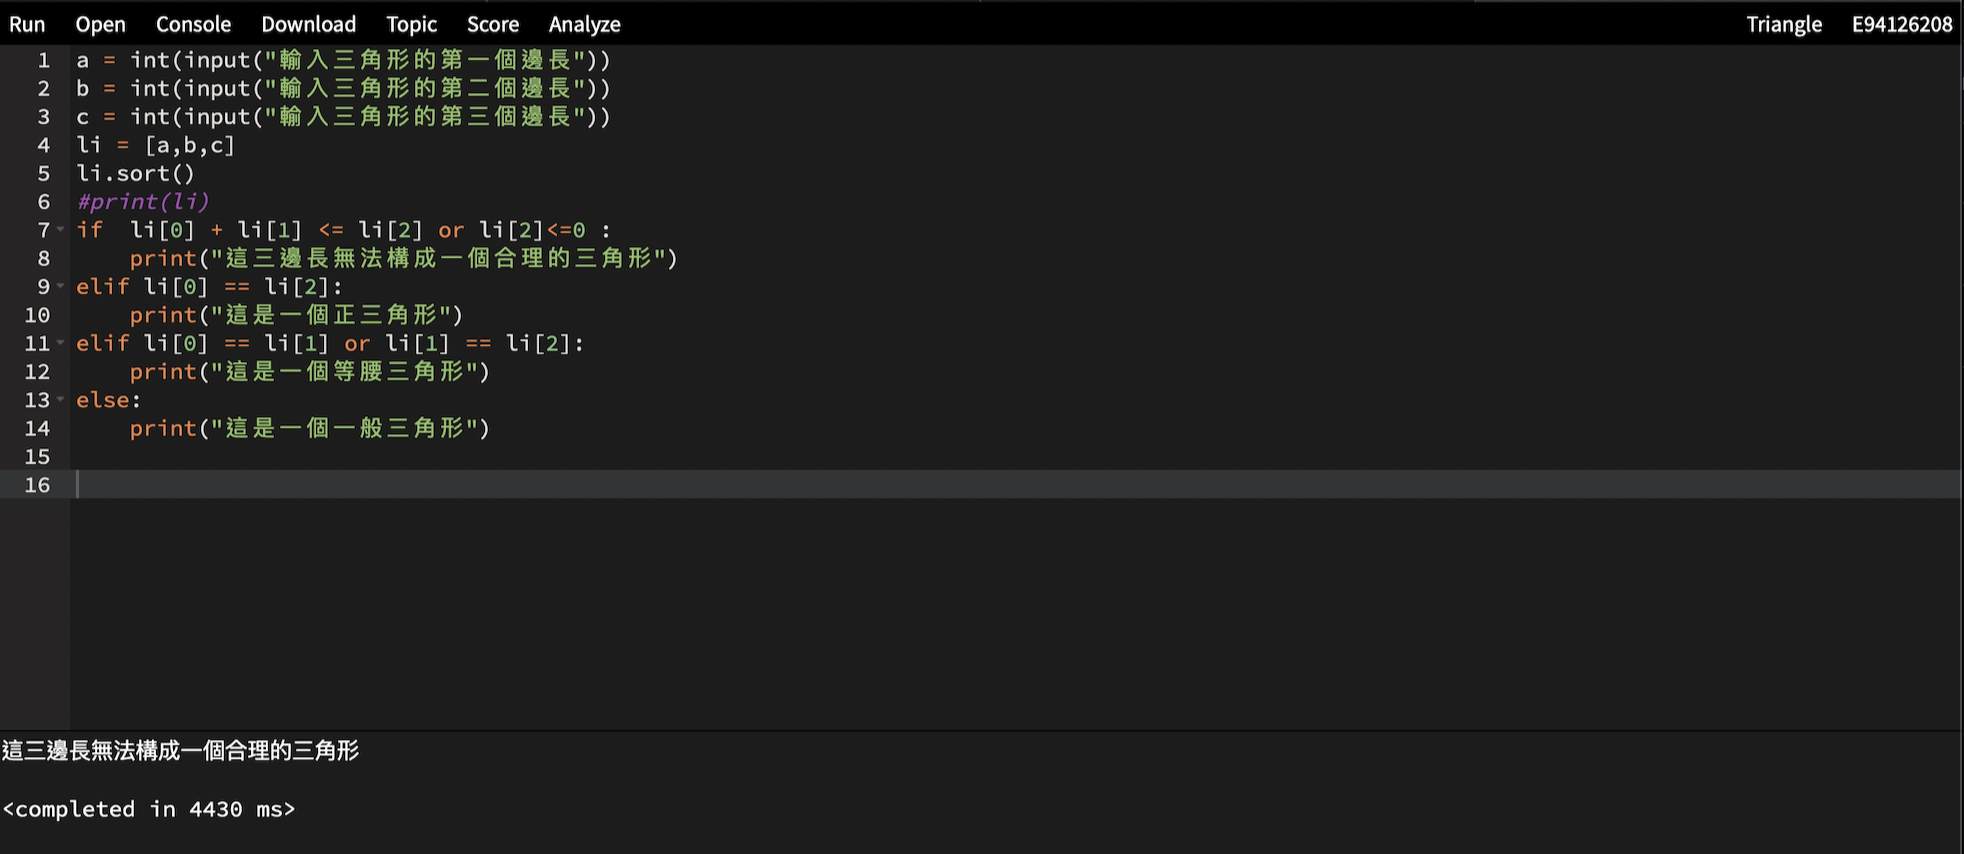 Run Open Console Download Topic Score Analyze Triangle E94126208
1 a = int(input("輸入三角形的第一個邊長"))
2 b = int(input("輸入三角形的第二個邊長"))
3 c = int(input("輸入三角形的第三個邊長"))
4 li = [a,b,c]
5 li.sort()
6 #print(li)
7 if  li[0] + li[1] <= li[2] or li[2]<=0 :
8     print("這三邊長無法構成一個合理的三角形")
9 elif li[0] == li[2]:
10     print("這是一個正三角形")
11 elif li[0] == li[1] or li[1] == li[2]:
12     print("這是一個等腰三角形")
13 else:
14     print("這是一個一般三角形")
15
16
這三邊長無法構成一個合理的三角形
<completed in 4430 ms>